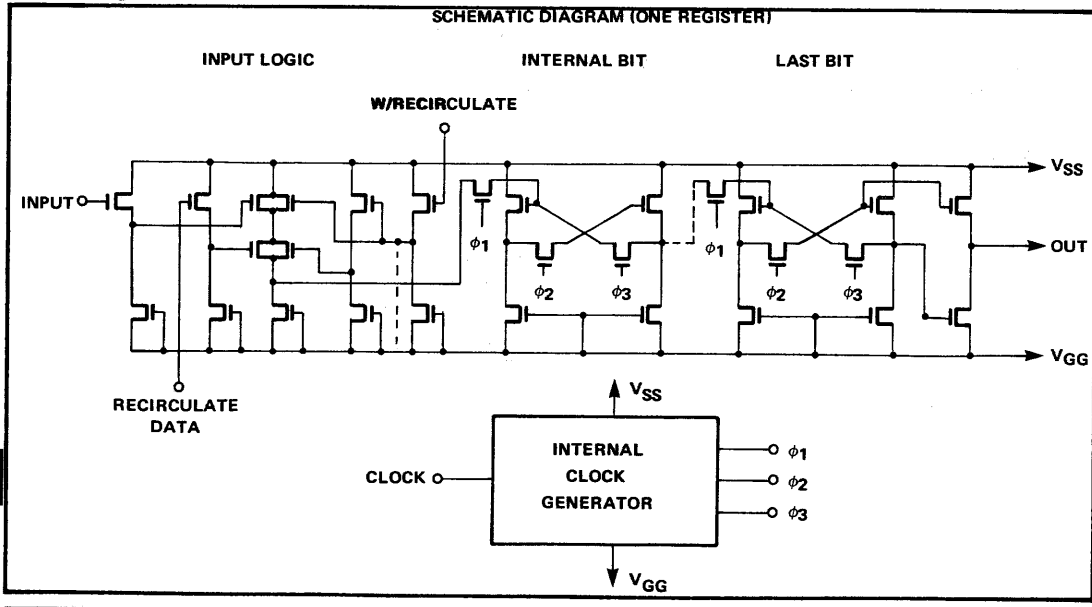 SCHEMATIC DIAGRAM (ONE REGISTER)
INPUT LOGIC
INTERNAL BIT
LAST BIT
W/RECIRCULATE
VSS
INPUT
ϕ1
ϕ1
OUT
ϕ2
ϕ3
ϕ2
ϕ3
VGG
RECIRCULATE
DATA
VSS
INTERNAL
CLOCK
GENERATOR
CLOCK
ϕ1
ϕ2
ϕ3
VGG